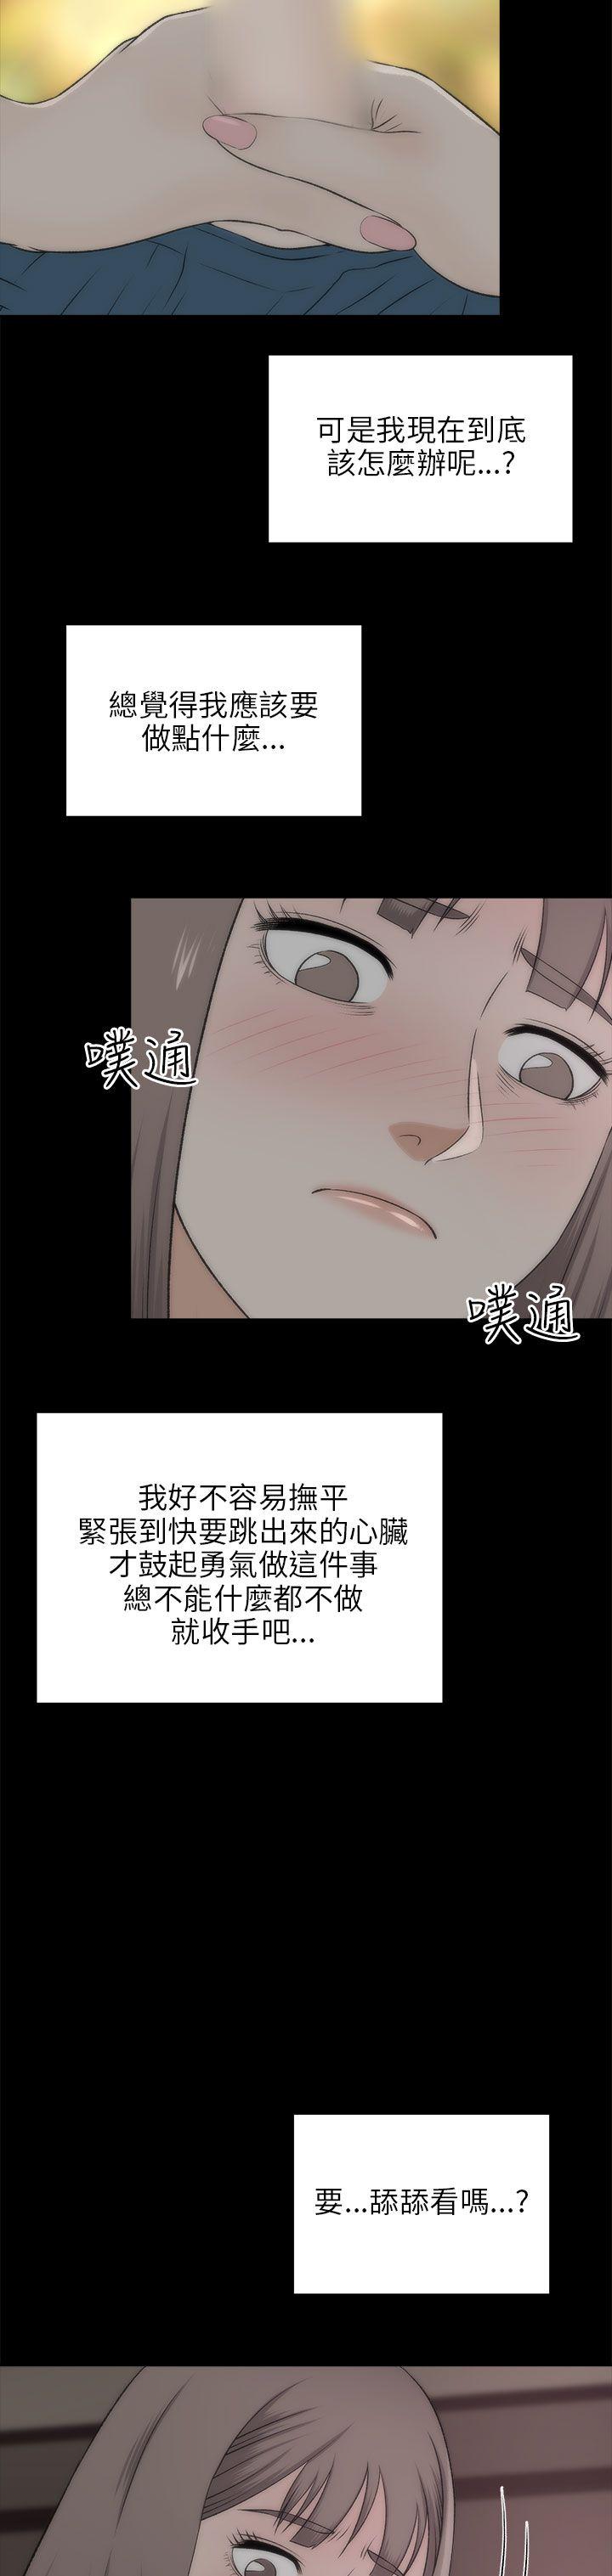 可是我現在到底
該怎麼辦呢...?
總覺得我應該要
做點什麼...
噗通
噗通
我好不容易撫平
緊張到快要跳出來的心臟
才鼓起勇氣做這件事
總不能什麼都不做
就收手吧...
要...舔舔看嗎...?